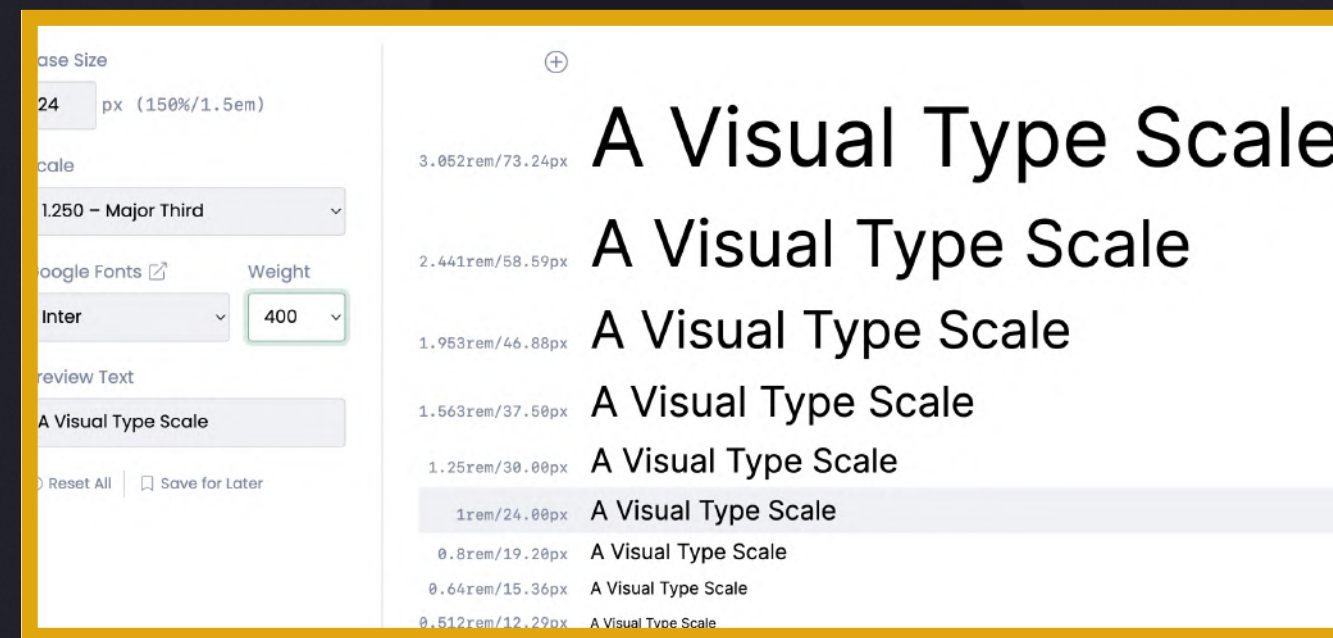 ase Size
24 px (150%/1.5em)
cale
1.250 – Major Third
oogle Fonts Weight
Inter 400
review Text
A Visual Type Scale
Reset All Save for Later
3.052rem/73.24px A Visual Type Scale
2.441rem/58.59px A Visual Type Scale
1.953rem/46.88px A Visual Type Scale
1.563rem/37.50px A Visual Type Scale
1.25rem/30.00px A Visual Type Scale
1rem/24.00px A Visual Type Scale
0.8rem/19.20px A Visual Type Scale
0.64rem/15.36px A Visual Type Scale
0.512rem/12.29px A Visual Type Scale